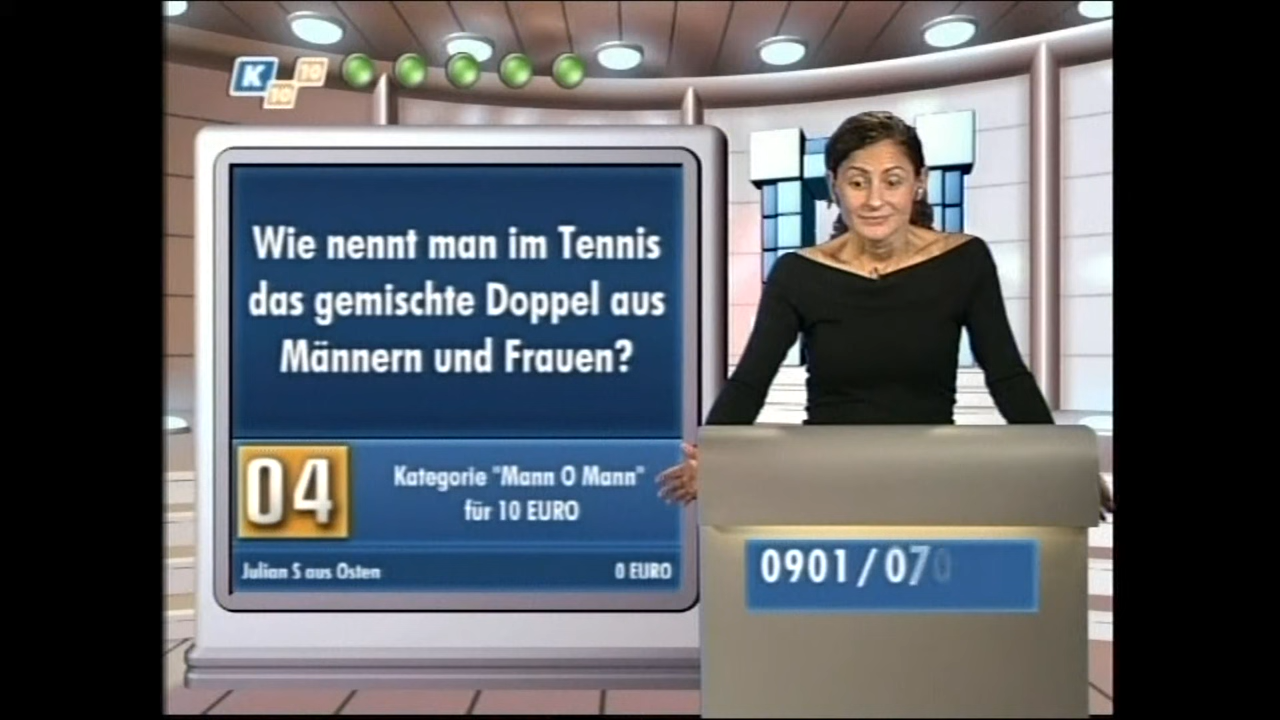 K 10
10
Wie nennt man im Tennis
das gemischte Doppel aus
Männern und Frauen?
04
Kategorie "Mann O Mann"
für 10 EURO
Julian S aus Osten
0 EURO
0901/070